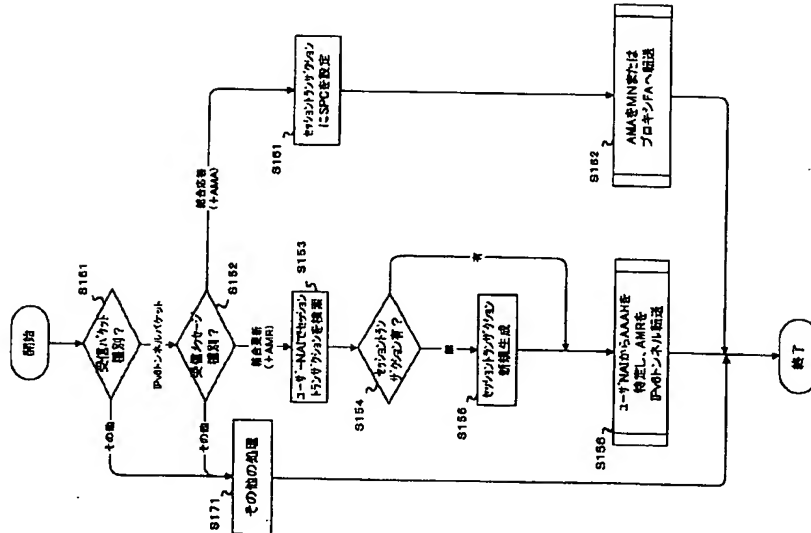 開始
S151
受信パケット
種別？
その他
IPv6トンネルパケット
S152
受信メッセージ
種別？
その他
結合応答
(+AMA)
結合更新
(+AMR)
S153
ユーザーNAIでセッション
トランザクションを検索
S154
セッショントラン
ザクション有？
有
無
S155
セッショントランザクション
新規生成
S156
ユーザNAIからAAAHを
特定し、AMRを
IPv6トンネル転送
S161
セッショントランザクション
にSPCを設定
S162
AMAをMNまたは
プロキシFAへ転送
S171
その他の処理
終了